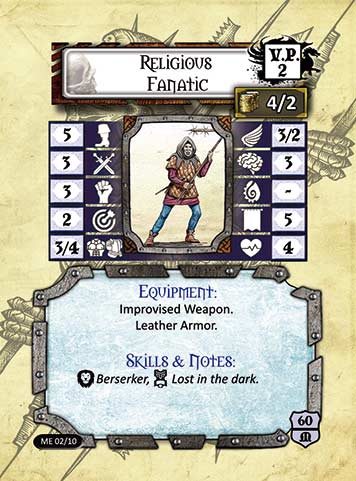 Religious
Fanatic
V.P.
2
4/2
5
3/2
3
3
3
-
2
5
3/4
4
Equipment:
Improvised Weapon.
Leather Armor.
Skills & Notes:
Berserker, Lost in the dark.
60
M
ME 02/10